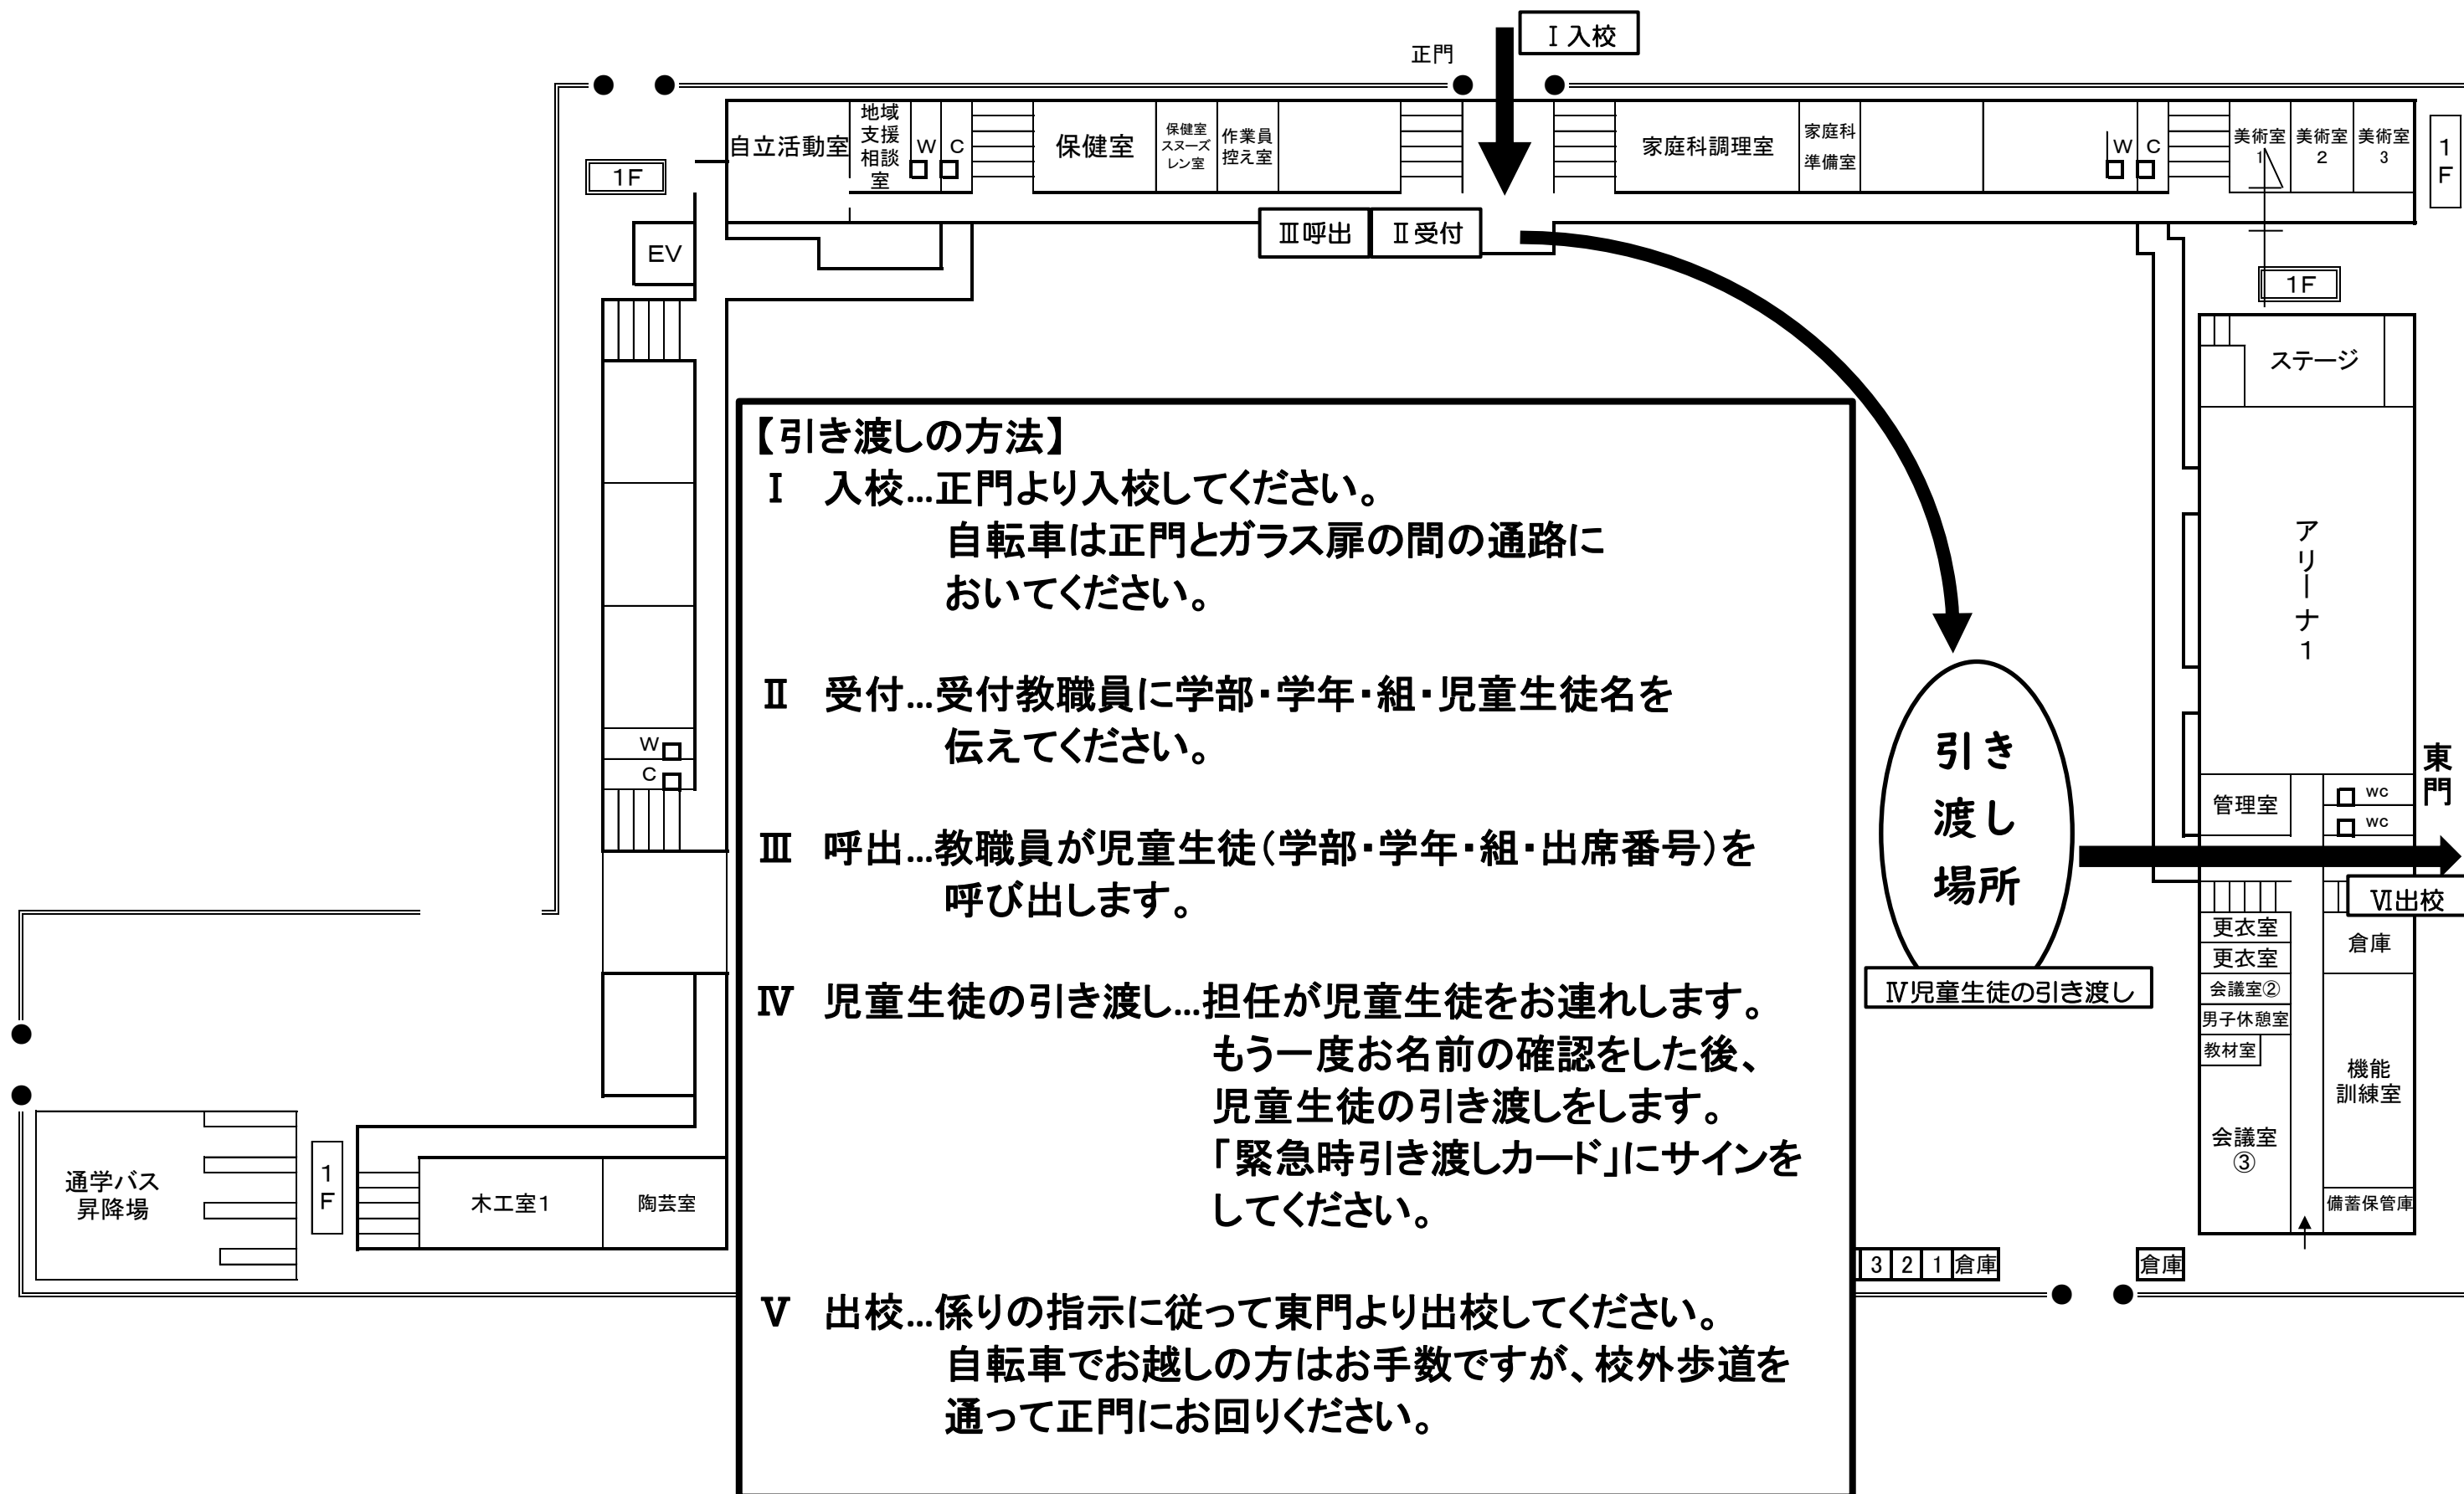 Ⅰ 入校
正門
自立活動室
地域
支援
相談
室
W C
保健室
保健室
スヌーズ
レン室
作業員
控え室
家庭科調理室
家庭科
準備室
W C
美術室
1
美術室
2
美術室
3
1
F
1F
EV
Ⅲ呼出
Ⅱ受付
1F
ステージ
【引き渡しの方法】
Ⅰ 入校…正門より入校してください。
自転車は正門とガラス扉の間の通路に
おいてください。
Ⅱ 受付…受付教職員に学部・学年・組・児童生徒名を
伝えてください。
Ⅲ 呼出…教職員が児童生徒(学部・学年・組・出席番号)を
呼び出します。
Ⅳ 児童生徒の引き渡し…担任が児童生徒をお連れします。
もう一度お名前の確認をした後、
児童生徒の引き渡しをします。
「緊急時引き渡しカード」にサインを
してください。
Ⅴ 出校…係りの指示に従って東門より出校してください。
自転車でお越しの方はお手数ですが、校外歩道を
通って正門にお回りください。
アリーナ1
W
C
引き
渡し
場所
Ⅳ児童生徒の引き渡し
東門
管理室
WC
WC
Ⅵ出校
更衣室
更衣室
会議室②
男子休憩室
教材室
会議室
③
倉庫
機能
訓練室
備蓄保管庫
通学バス
昇降場
1
F
木工室1
陶芸室
3 2 1 倉庫
倉庫